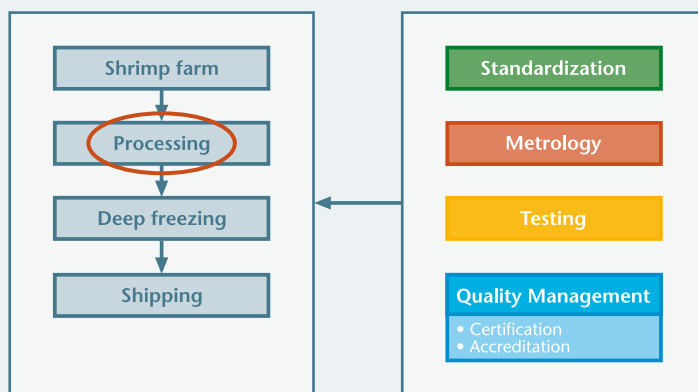 Shrimp farm
Processing
Deep freezing
Shipping
Standardization
Metrology
Testing
Quality Management
• Certification
• Accreditation